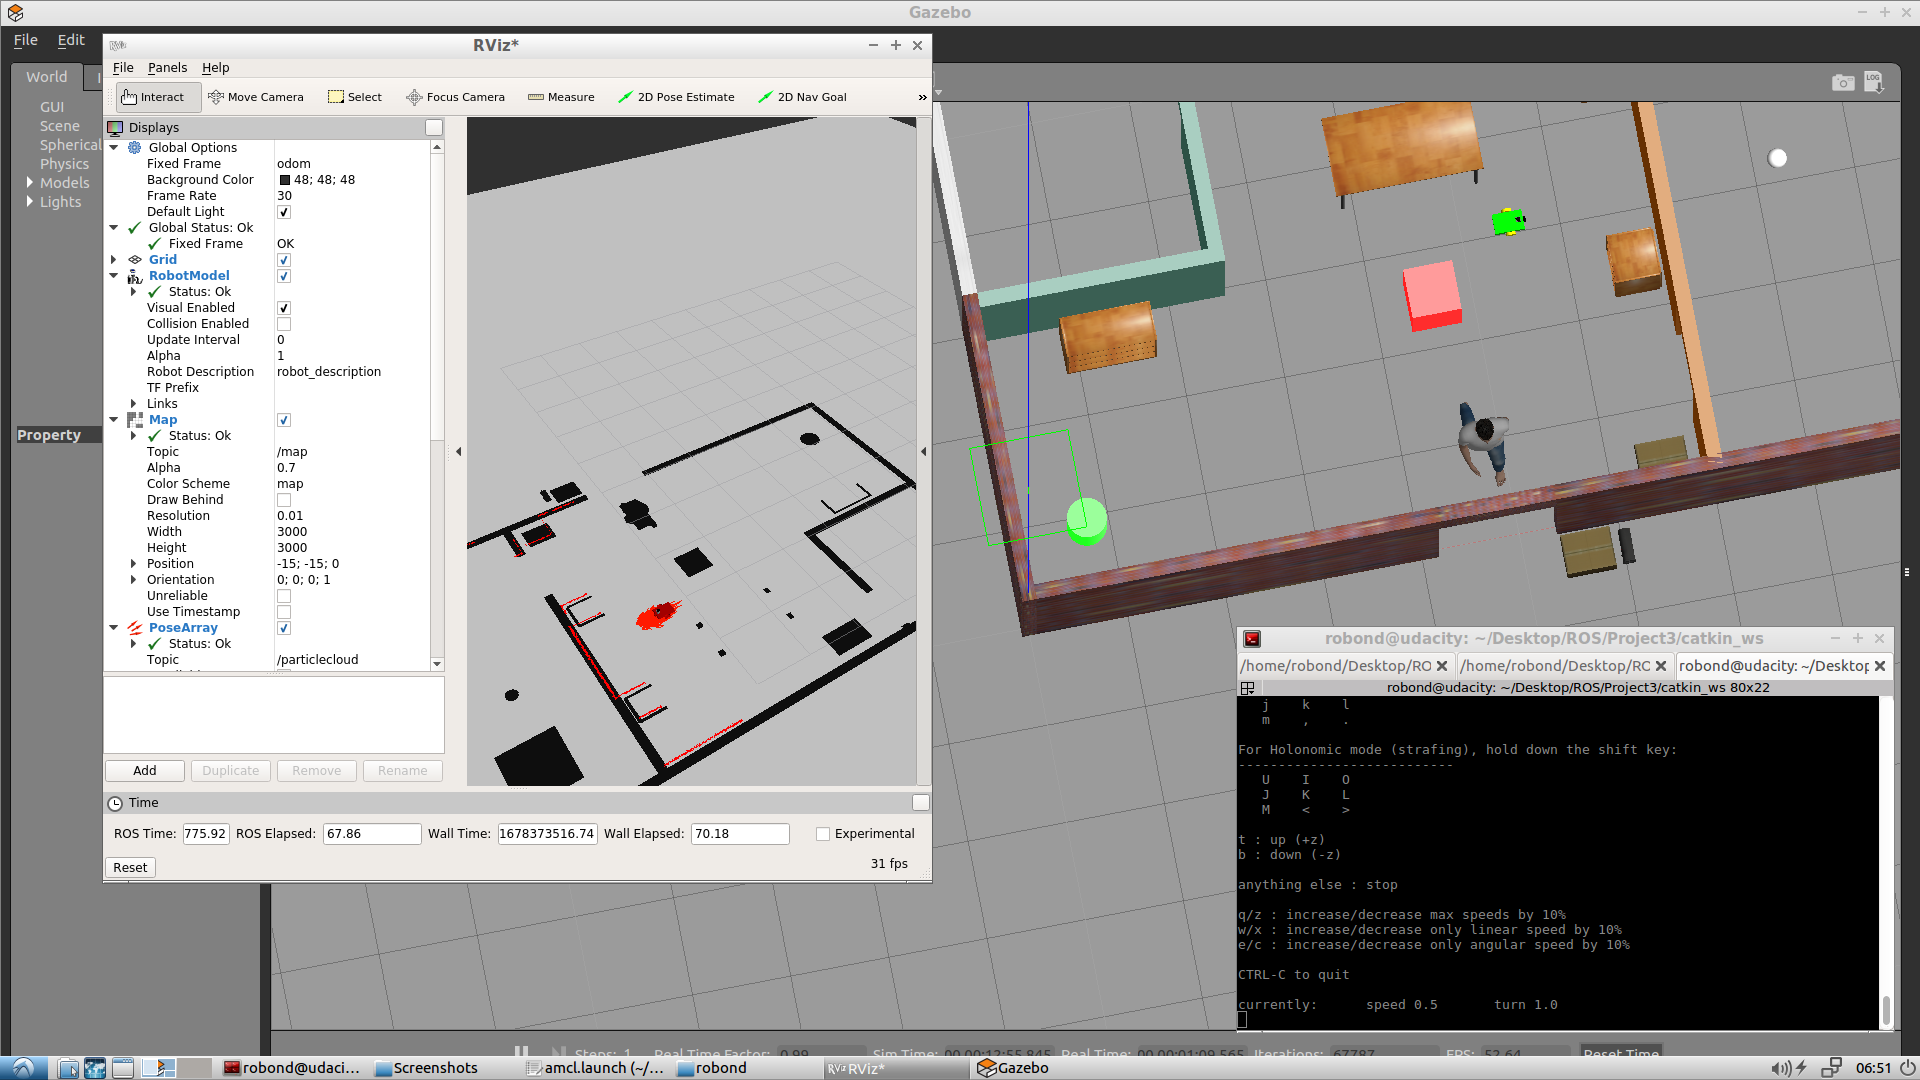 Gazebo
File Edit
World I
GUI
Scene
Spherical
Physics
Models
Lights
Property
LOG
RViz*
File Panels Help
Interact Move Camera Select Focus Camera Measure 2D Pose Estimate 2D Nav Goal »
Displays
Global Options
Fixed Frame odom
Background Color 48; 48; 48
Frame Rate 30
Default Light ✓
Global Status: Ok
Fixed Frame OK
Grid
RobotModel
Status: Ok
Visual Enabled
Collision Enabled
Update Interval 0
Alpha 1
Robot Description robot_description
TF Prefix
Links
Map
Status: Ok
Topic /map
Alpha 0.7
Color Scheme map
Draw Behind
Resolution 0.01
Width 3000
Height 3000
Position -15; -15; 0
Orientation 0; 0; 0; 1
Unreliable
Use Timestamp
PoseArray
Status: Ok
Topic /particlecloud
Add Duplicate Remove Rename
Time
ROS Time: 775.92 ROS Elapsed: 67.86 Wall Time: 1678373516.74 Wall Elapsed: 70.18 Experimental
Reset 31 fps
robond@udacity: ~/Desktop/ROS/Project3/catkin_ws
/home/robond/Desktop/RO /home/robond/Desktop/RO robond@udacity: ~/Desktop
robond@udacity: ~/Desktop/ROS/Project3/catkin_ws 80x22
j k l
m , .
For Holonomic mode (strafing), hold down the shift key:
---------------------------
U I O
J K L
M < >
t : up (+z)
b : down (-z)
anything else : stop
q/z : increase/decrease max speeds by 10%
w/x : increase/decrease only linear speed by 10%
e/c : increase/decrease only angular speed by 10%
CTRL-C to quit
currently: speed 0.5 turn 1.0
Steps: 1 Real Time Factor: 0.99 Sim Time: 00 00:12:55.845 Real Time: 00 00:01:09.565 Iterations: 67787 FPS: 52.64 Reset Time
robond@udaci... Screenshots amcl.launch (~/... robond RViz RViz* Gazebo 06:51